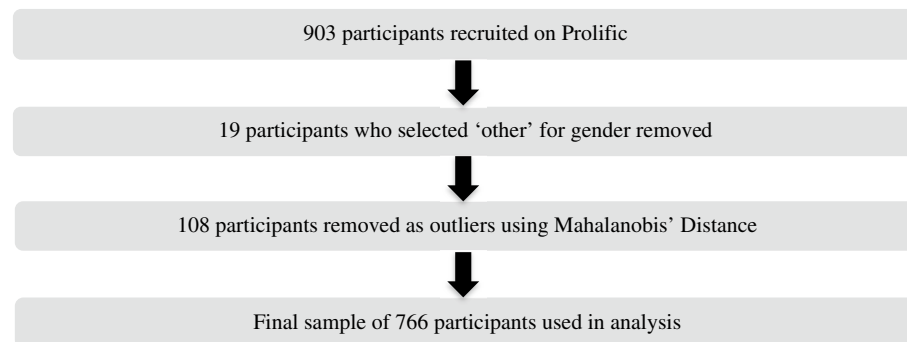 903 participants recruited on Prolific
19 participants who selected ‘other’ for gender removed
108 participants removed as outliers using Mahalanobis’ Distance
Final sample of 766 participants used in analysis